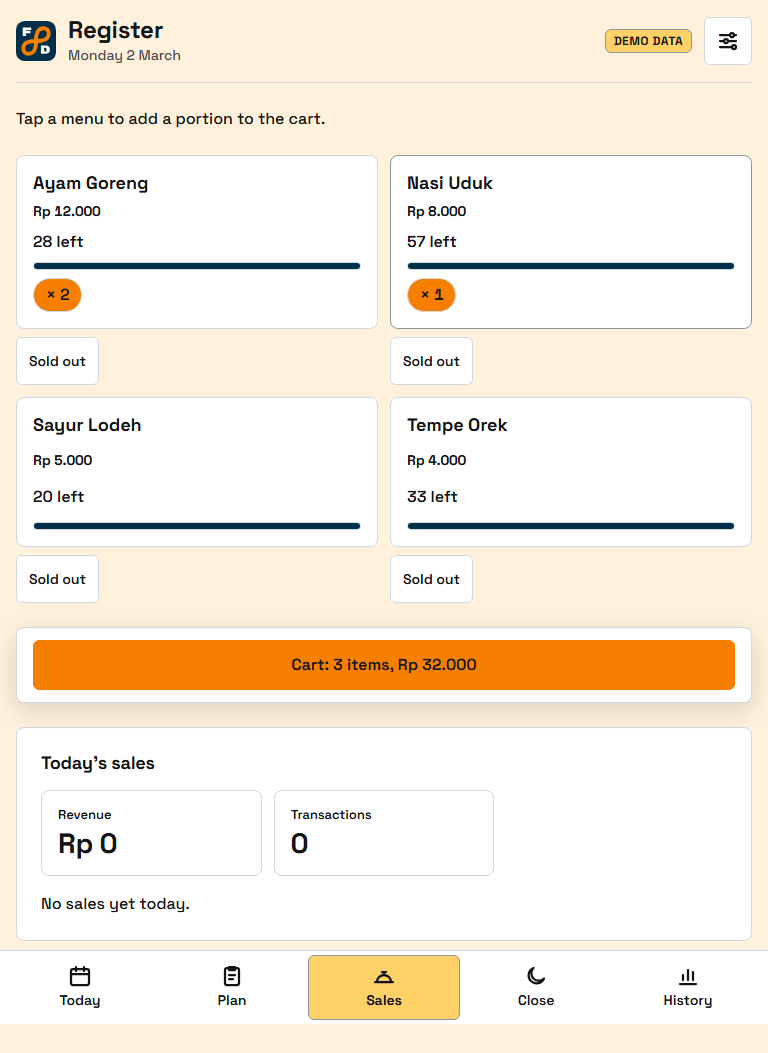 F D
Register
Monday 2 March
DEMO DATA
Tap a menu to add a portion to the cart.
Ayam Goreng
Rp 12.000
28 left
× 2
Sold out
Nasi Uduk
Rp 8.000
57 left
× 1
Sold out
Sayur Lodeh
Rp 5.000
20 left
Sold out
Tempe Orek
Rp 4.000
33 left
Sold out
Cart: 3 items, Rp 32.000
Today’s sales
Revenue
Rp 0
Transactions
0
No sales yet today.
Today
Plan
Sales
Close
History